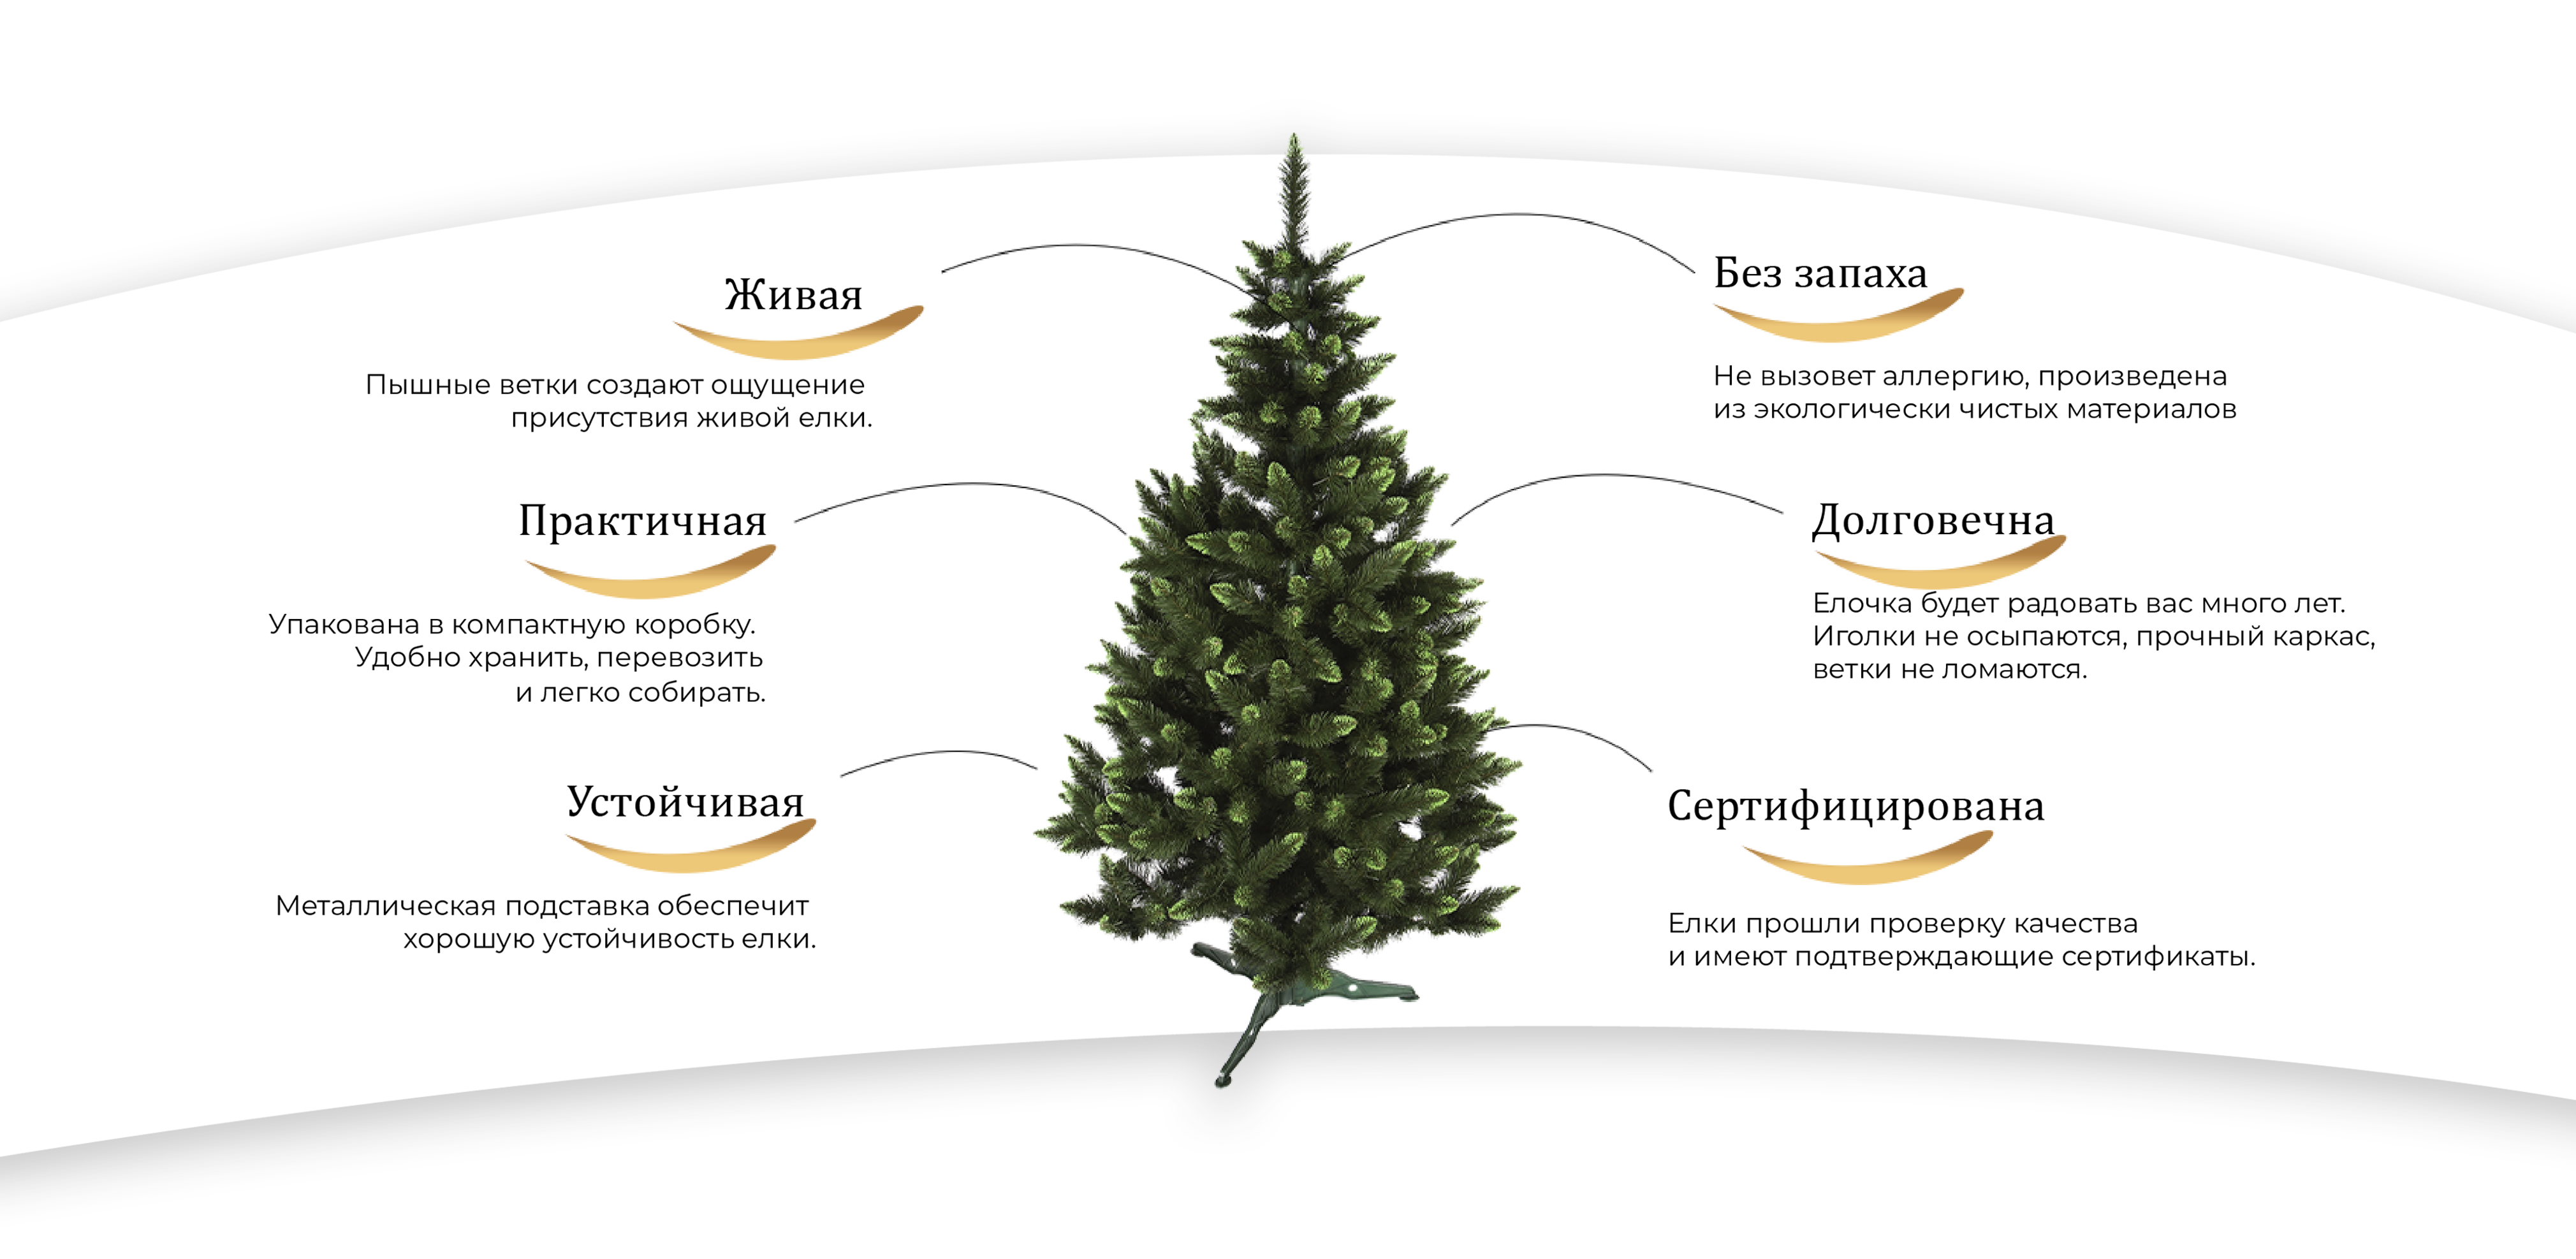 Живая
Пышные ветки создают ощущение
присутствия живой елки.
Практичная
Упакована в компактную коробку.
Удобно хранить, перевозить
и легко собирать.
Устойчивая
Металлическая подставка обеспечит
хорошую устойчивость елки.
Без запаха
Не вызовет аллергию, произведена
из экологически чистых материалов
Долговечна
Елочка будет радовать вас много лет.
Иголки не осыпаются, прочный каркас,
ветки не ломаются.
Сертифицирована
Елки прошли проверку качества
и имеют подтверждающие сертификаты.